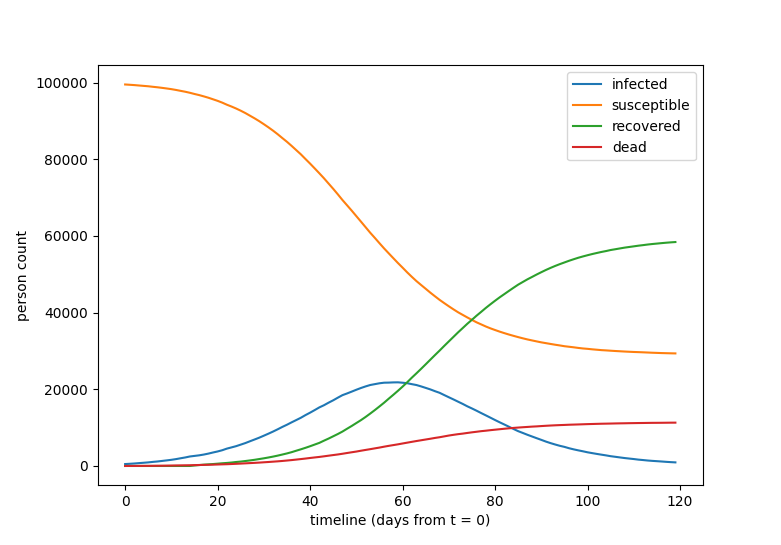 infected
susceptible
recovered
dead
100000
80000
60000
40000
20000
0
person count
0 20 40 60 80 100 120
timeline (days from t = 0)